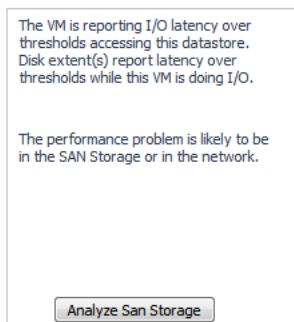 The VM is reporting I/O latency over
thresholds accessing this datastore.
Disk extent(s) report latency over
thresholds while this VM is doing I/O.
The performance problem is likely to be
in the SAN Storage or in the network.
Analyze San Storage